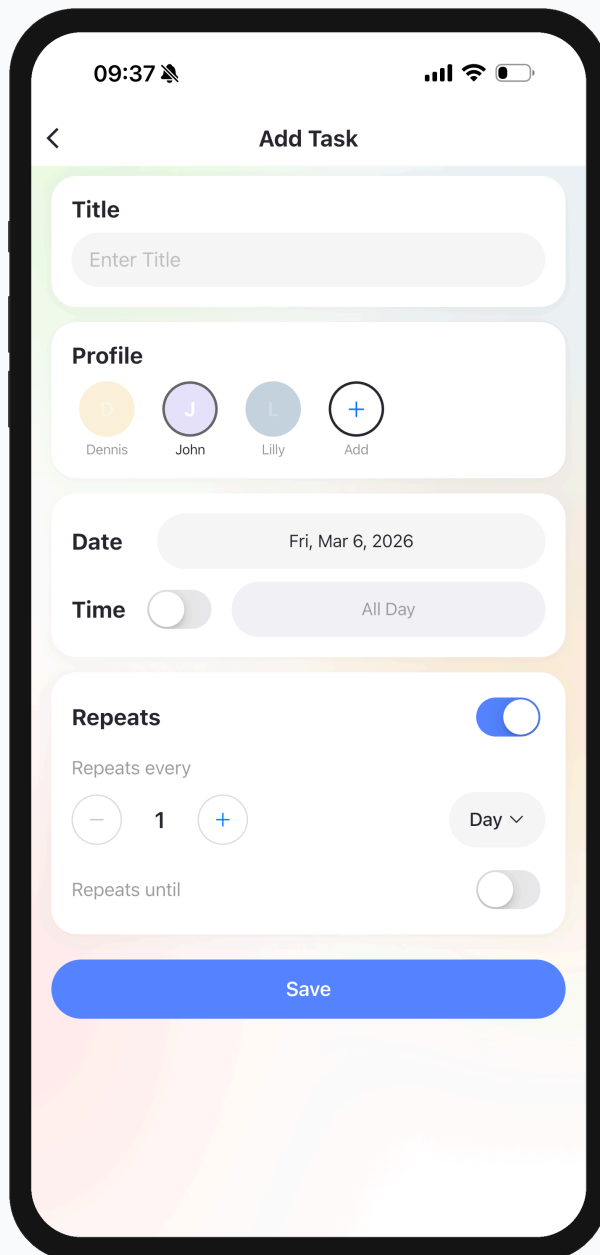 09:37
Add Task
Title
Enter Title
Profile
D J L
Dennis John Lilly Add
Date Fri, Mar 6, 2026
Time All Day
Repeats
Repeats every
1 Day
Repeats until
Save